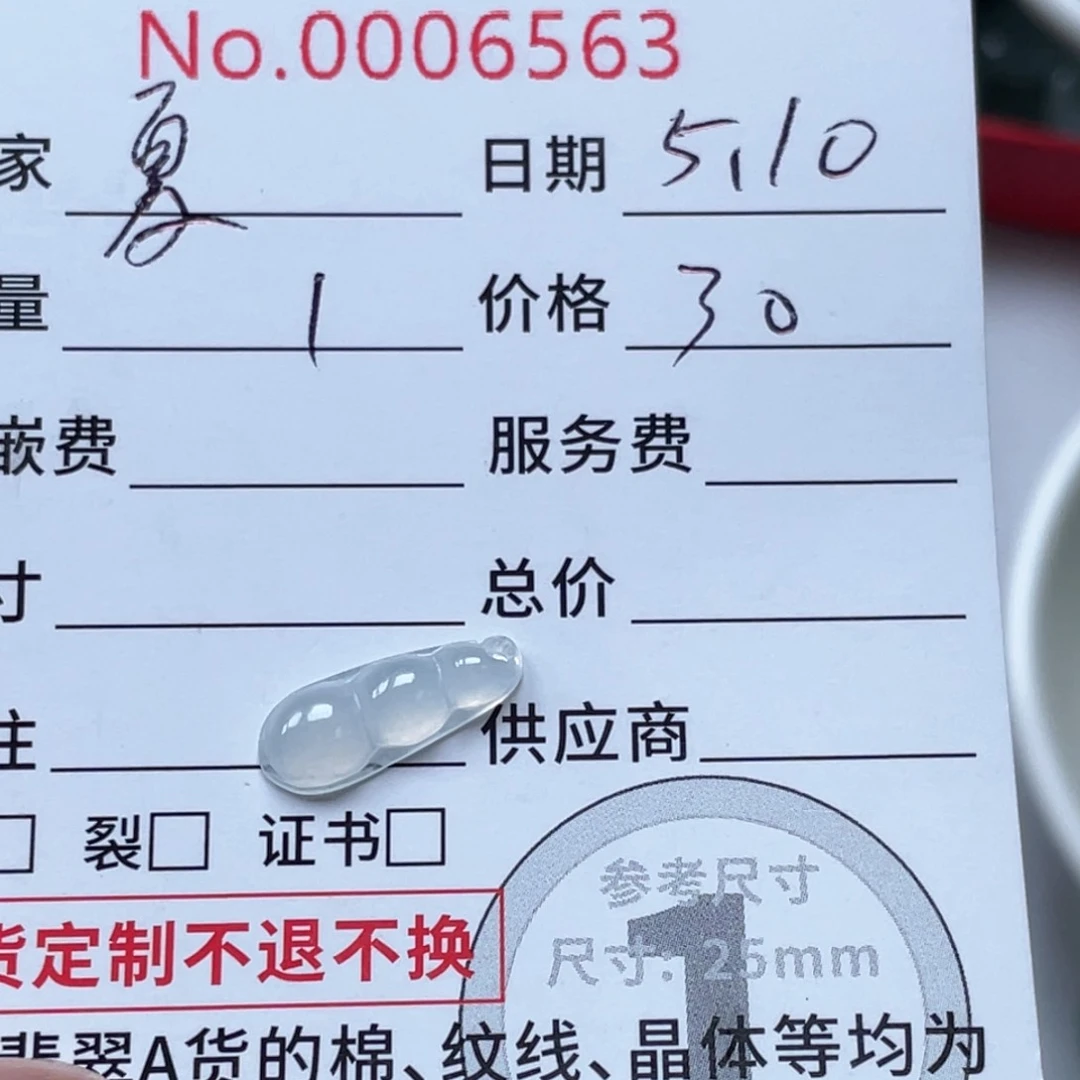 No.0006563
家 夏 日期 5.10
量 1 价格 30
嵌费 服务费
寸 总价
注 供应商
裂 证书
参考尺寸
货定制不退不换
尺寸: 25mm
1
翡翠A货的棉、纹线、晶体等均为